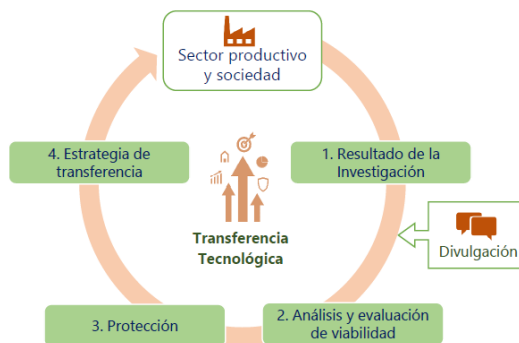 Sector productivo
y sociedad
4. Estrategia de
transferencia
1. Resultado de la
Investigación
Transferencia
Tecnológica
Divulgación
3. Protección
2. Análisis y evaluación
de viabilidad